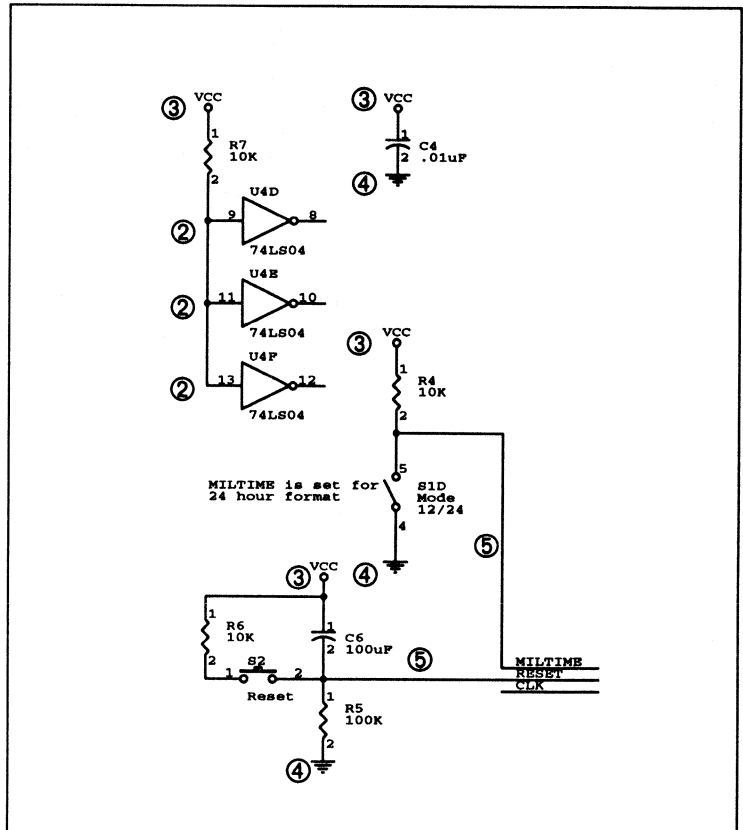 ③ VCC
1
R7
10K
2
② 9 U4D 8
74LS04
② 11 U4E 10
74LS04
② 13 U4F 12
74LS04
③ VCC
1
C4
2 .01uF
④
③ VCC
1
R4
10K
2
5
MILTIME is set for
24 hour format
S1D
Mode
12/24
4
④
⑤
③ VCC
1
R6
10K
2
1
C6
2 100uF
⑤
1 S2 2
Reset
1
R5
100K
2
④
MILTIME
RESET
CLK